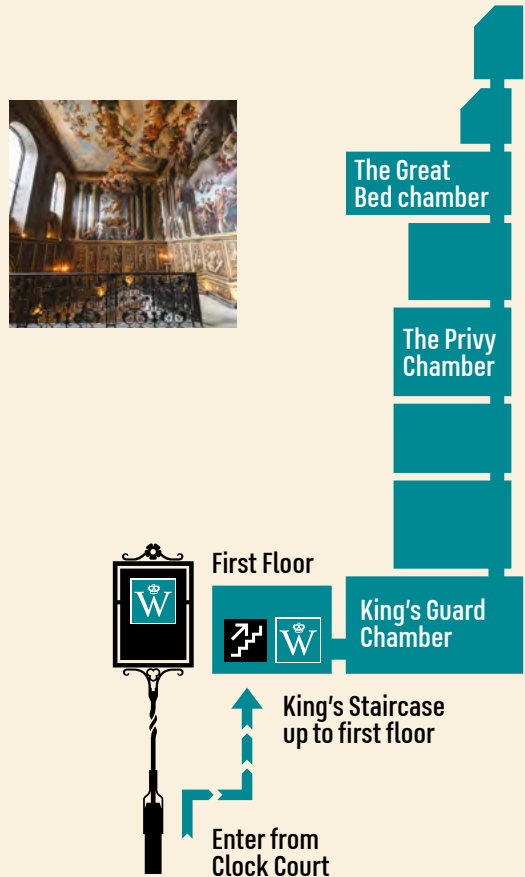 The Great
Bed chamber
The Privy
Chamber
First Floor
W
W
King's Guard
Chamber
King's Staircase
up to first floor
Enter from
Clock Court